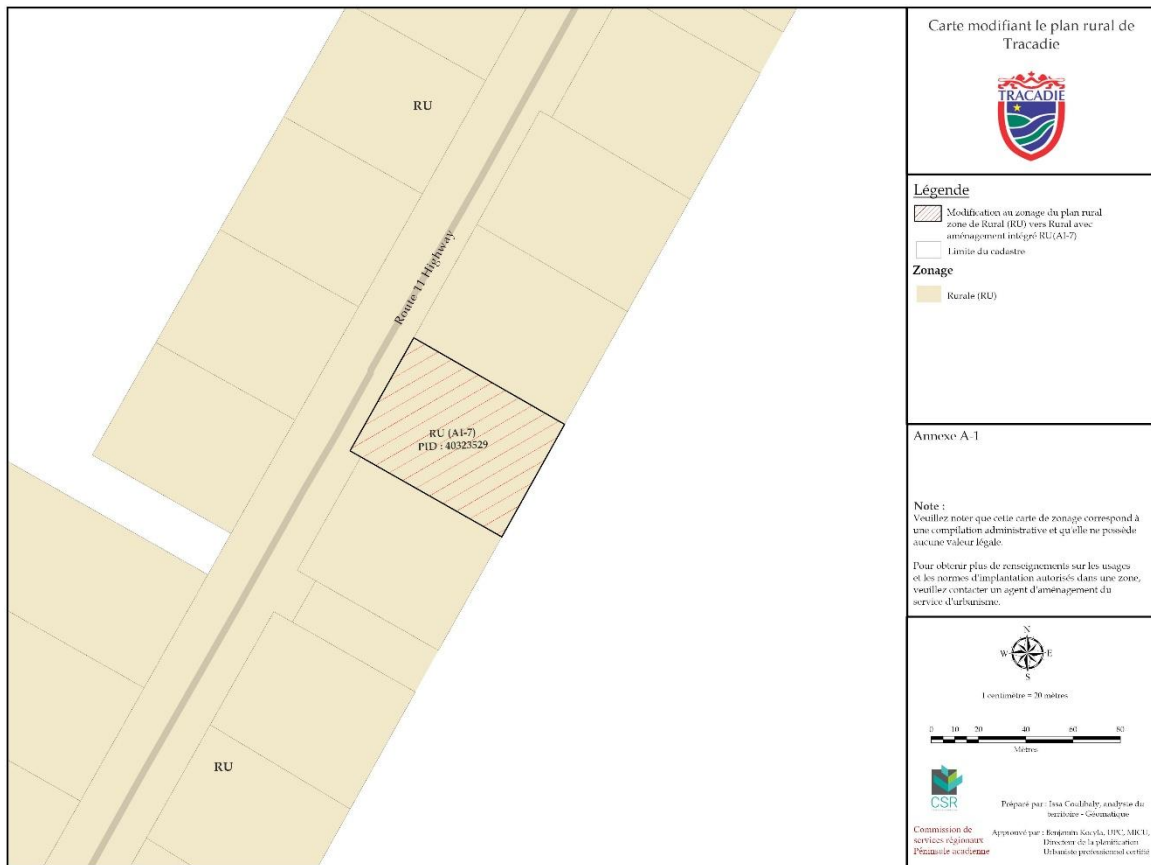 RU
Route 11 Highway
RU (AI-7)
PID : 40323529
RU
Carte modifiant le plan rural de
Tracadie
TRACADIE
Légende
Modification au zonage du plan rural
zone de Rural (RU) vers Rural avec
aménagement intégré RU(AI-7)
Limite du cadastre
Zonage
Rurale (RU)
Annexe A-1
Note :
Veuillez noter que cette carte de zonage correspond à
une compilation administrative et qu'elle ne possède
aucune valeur légale.
Pour obtenir plus de renseignements sur les usages
et les normes d'implantation autorisés dans une zone,
veuillez contacter un agent d'aménagement du
service d'urbanisme.
N
W E
S
1 centimètre = 20 mètres
0 10 20 40 60 80
Mètres
CSR
Commission de
services régionaux
Péninsule acadienne
Préparé par : Issa Coulibaly, analyse du
territoire - Géomatique
Approuvé par : Benjamin Kocyla, UPC, MICU,
Directeur de la planification
Urbaniste professionnel certifié